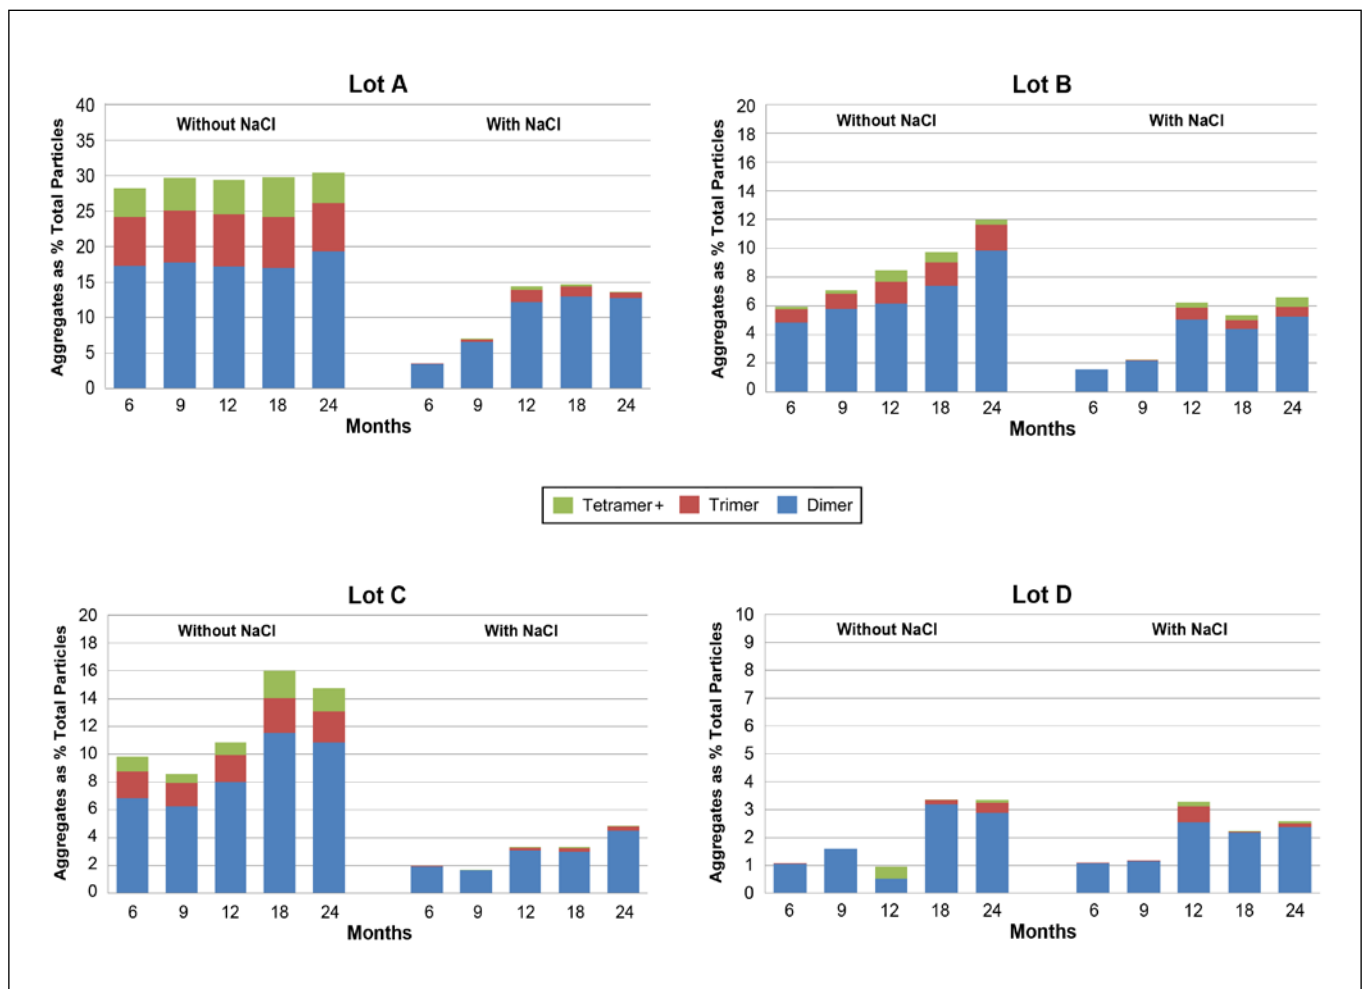 Lot A
Aggregates as % Total Particles
40
35
30
25
20
15
10
5
0
Without NaCl
With NaCl
6 9 12 18 24 6 9 12 18 24
Months
Lot B
Aggregates as % Total Particles
20
18
16
14
12
10
8
6
4
2
0
Without NaCl
With NaCl
6 9 12 18 24 6 9 12 18 24
Months
Tetramer+ Trimer Dimer
Lot C
Aggregates as % Total Particles
20
18
16
14
12
10
8
6
4
2
0
Without NaCl
With NaCl
6 9 12 18 24 6 9 12 18 24
Months
Lot D
Aggregates as % Total Particles
10
9
8
7
6
5
4
3
2
1
0
Without NaCl
With NaCl
6 9 12 18 24 6 9 12 18 24
Months